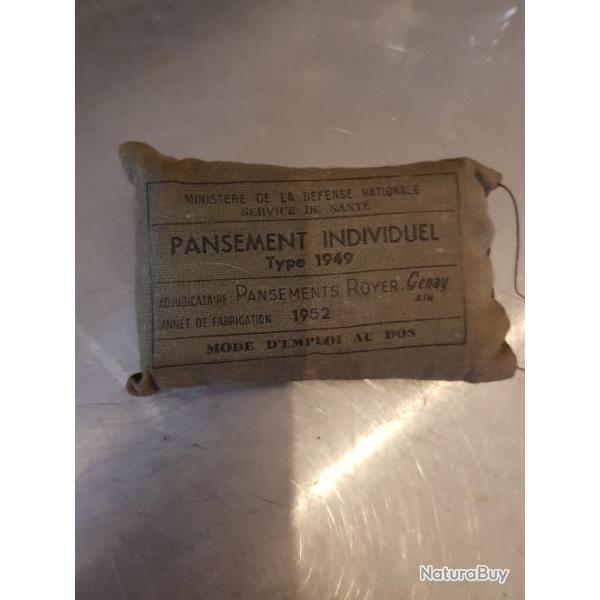 MINISTERE DE LA DEFENSE NATIONALE
SERVICE DE SANTÉ
PANSEMENT INDIVIDUEL
Type 1949
ADJUDICATAIRE: PANSEMENTS ROYER. Genay
AIN
ANNÉE DE FABRICATION : 1952
MODE D'EMPLOI AU DOS
NaturaBuy